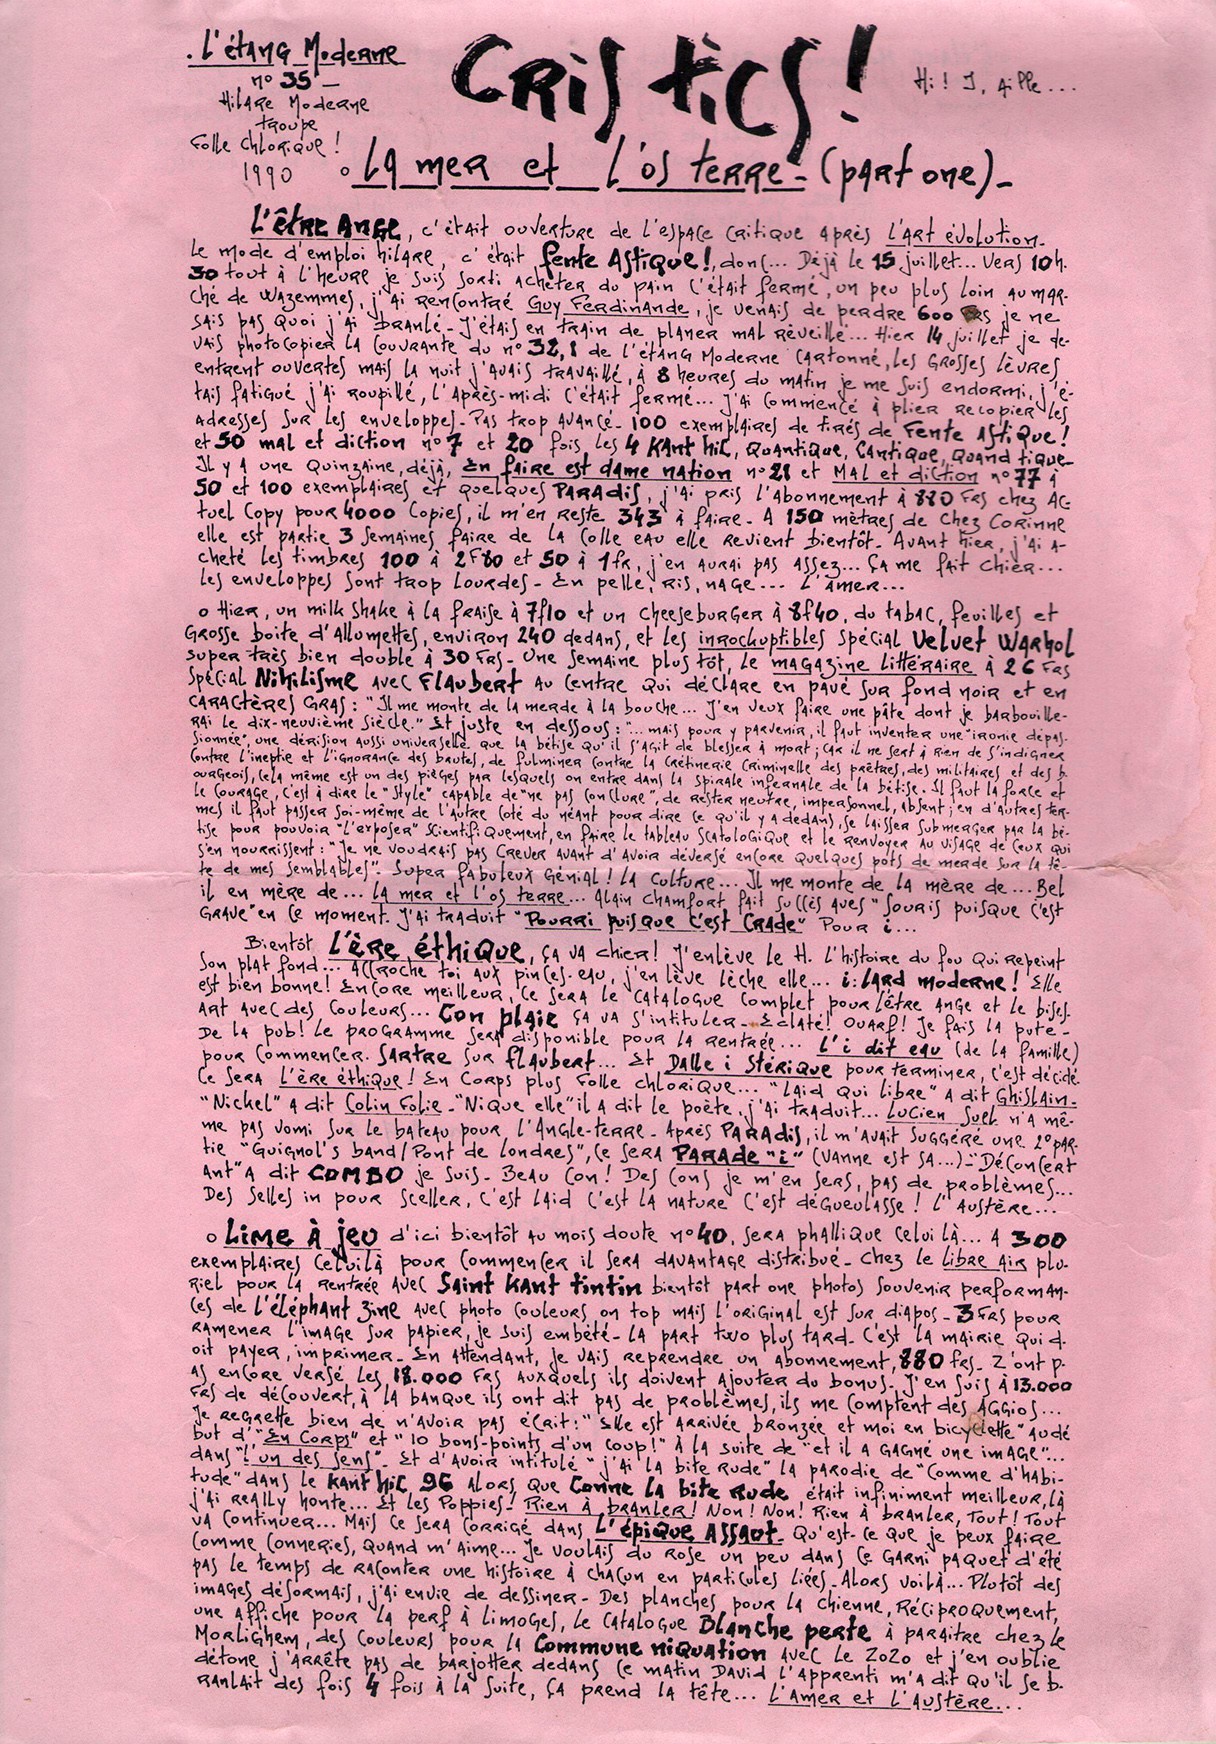 . L'étang Moderne
n° 35 –
Hilare Moderne
troupe
Folle Chlorique !
1990
CRis tics !
Hi ! J, aille...
o La mer et l'os terre – (part one) –
L'être Ange, c'était ouverture de l'espace critique après L'Art évolution –
Le mode d'emploi hilare, c'était fente Astique !, donc... Déjà le 15 juillet... Vers 10h.
30 tout à l'heure je suis sorti acheter du pain c'était fermé, un peu plus loin au mar-
ché de Wazemmes, j'ai rencontré Guy Ferdinande, je venais de perdre 600 Frs je ne
sais pas quoi j'ai branlé – J'étais en train de planer mal réveillé... Hier 14 juillet je de-
vais photocopier la couvrante du n° 32,1 de l'étang Moderne cartonné, les grosses lèvres
entrent ouvertes mais la nuit j'avais travaillé, à 8 heures du matin je me suis endormi, j'é-
tais fatigué j'ai roupillé, l'après-midi c'était fermé... J'ai commencé à plier recopier les
adresses sur les enveloppes – Pas trop avancé – 100 exemplaires de tirés de Fente Astique !
et 50 mal et diction n° 7 et 20 fois les 4 Kant hic, Quantique, Cantique, Quand tique –
Il y a une quinzaine, déjà, En faire est dame nation n° 21 et Mal et diction n° 77 à
50 et 100 exemplaires et quelques PARADIS, j'ai pris l'abonnement à 880 Frs chez Ac-
tuel Copy pour 4000 copies, il m'en reste 343 à faire – A 150 mètres de chez Corinne
elle est partie 3 semaines faire de la colle eau elle revient bientôt – Avant hier, j'ai a-
cheté les timbres 100 à 2F80 et 50 à 1fr, j'en aurai pas assez... Ça me fait chier...
les enveloppes sont trop lourdes – En pelle, ris, nage... L'amer...
o Hier, un milk shake à la fraise à 7f10 et un cheeseburger à 8f40, du tabac, feuilles et
grosse boite d'allumettes, environ 240 dedans, et les inrockuptibles spécial Velvet Warhol
super très bien double à 30 Frs – Une semaine plus tôt, le magazine littéraire à 26 Frs
spécial Nihilisme avec Flaubert au centre qui déclare en pavé sur fond noir et en
caractères gras : "Il me monte de la merde à la bouche... J'en veux faire une pâte dont je barbouille-
rai le dix-neuvième siècle." Et juste en dessous : "... mais pour y parvenir, il faut inventer une "ironie dépas-
sionnée", une dérision aussi universelle que la bêtise qu'il s'agit de blesser à mort ; car il ne sert à rien de s'indigner
contre l'ineptie et l'ignorance des bautes, de fulminer contre la crétinerie criminelle des prêtres, des militaires et des b.
ourgeois, cela même est un des pièges par lesquels on entre dans la spirale infernale de la bêtise. Il faut la force et
le courage, c'est à dire le "style" capable de "ne pas conclure", de rester neutre, impersonnel, absent ; en d'autres ter-
mes il faut passer soi-même de l'autre coté du néant pour dire ce qu'il y a dedans, se laisser submerger par la bê-
tise pour pouvoir "l'exposer" scientifiquement, en faire le tableau scatologique et le renvoyer au visage de ceux qui
s'en nourrissent : "Je ne voudrais pas crever avant d'avoir déversé encore quelques pots de merde sur la tê-
te de mes semblables". Super fabuleux génial ! La culture... Il me monte de la mère de... Bel
il en mère de... la mer et l'os terre... Alain Chamfort fait succès aves "Souris puisque c'est
grave" en ce moment. J'ai traduit "Pourri puisque c'est crade" Pour i...
Bientôt L'ère éthique, ça va chier ! J'enlève le H. L'histoire du fou qui repeint
son plat fond... Accroche toi aux pinces-eau, j'en lève lèche elle... i : lard moderne ! Elle
est bien bonne ! Encore meilleur, ce sera le catalogue complet pour l'être ange et le bises.
Art avec des couleurs... Con plaie ça va s'intituler – Eclaté ! Ouarf ! Je fais la pute –
De la pub ! Le programme sera disponible pour la rentrée... L'i dit eau (de la famille)
pour commencer. Sartre sur Flaubert... Et Dalle i Stérique pour terminer, c'est décidé
Ce sera l'ère éthique ! En corps plus folle chlorique... "Laid qui libre" a dit Ghislain –
"Nickel" a dit Colin Folie – "Nique elle" il a dit le poète, j'ai traduit... Lucien Suel n'a mê-
me pas vomi sur le bateau pour l'Angle-terre – Après PARADIS, il m'avait suggéré une 2° par-
tie "Guignol's band / Pont de Londres", ce sera PARADE "i" (vanne est sa...) – "Déconcert
ant" a dit COMBO je suis – Beau con ! Des cons je m'en sers, pas de problèmes...
Des selles in pour sceller, c'est laid c'est la nature c'est dégueulasse ! L'austère...
o Lime à jeu d'ici bientôt au mois doute n° 40, sera phallique celui là... A 300
exemplaires celuilà pour commencer il sera davantage distribué – Chez le Libre Air plu-
riel pour la rentrée avec Saint Kant tintin bientôt part one photos souvenir performan-
ces de l'éléphant zine avec photo couleurs on top mais l'original est sur diapos – 3 Frs pour
ramener l'image sur papier, je suis embêté – La part two plus tard – C'est la mairie qui d.
oit payer, imprimer – En attendant, je vais reprendre un abonnement, 880 frs – Z'ont p.
as encore versé les 18.000 Frs auxquels ils doivent ajouter du bonus – J'en suis à 13.000
Frs de découvert, à la banque ils ont dit pas de problèmes, ils me comptent des aggios...
Je regrette bien de n'avoir pas écrit : "Elle est arrivée bronzée et moi en bicyclette" au dé
but d'"En Corps" et "10 bons-points d'un coup !" à la suite de "et il a gagné une image"...
dans "l'un des sens" – Et d'avoir intitulé "j'ai la bite rude" la parodie de "Comme d'habi-
tude" dans le Kant hic 96 alors que Conne la bite rude était infiniment meilleur, là
j'ai really honte... Et les Poppies ! Rien à branler ! Non ! Non ! Rien à branler, Tout ! Tout
va continuer... Mais ce sera corrigé dans L'épique Assaot – Qu'est-ce que je peux faire
comme conneries, quand m'aime... Je voulais du rose un peu dans ce garni paquet d'été
pas le temps de raconter une histoire à chacun en particules liées – Alors voilà... Plutôt des
images désormais, j'ai envie de dessiner – Des planches pour la chienne, Réciproquement,
une affiche pour la perf à Limoges, le catalogue Blanche perte à paraitre chez le
Morlighem, des couleurs pour la Commune niquation avec le Zozo et j'en oublie
détone j'arrête pas de barjotter dedans ce matin David l'apprenti m'a dit qu'il se b.
ranlait des fois 4 fois à la suite, ça prend la tête... L'amer et l'austère...